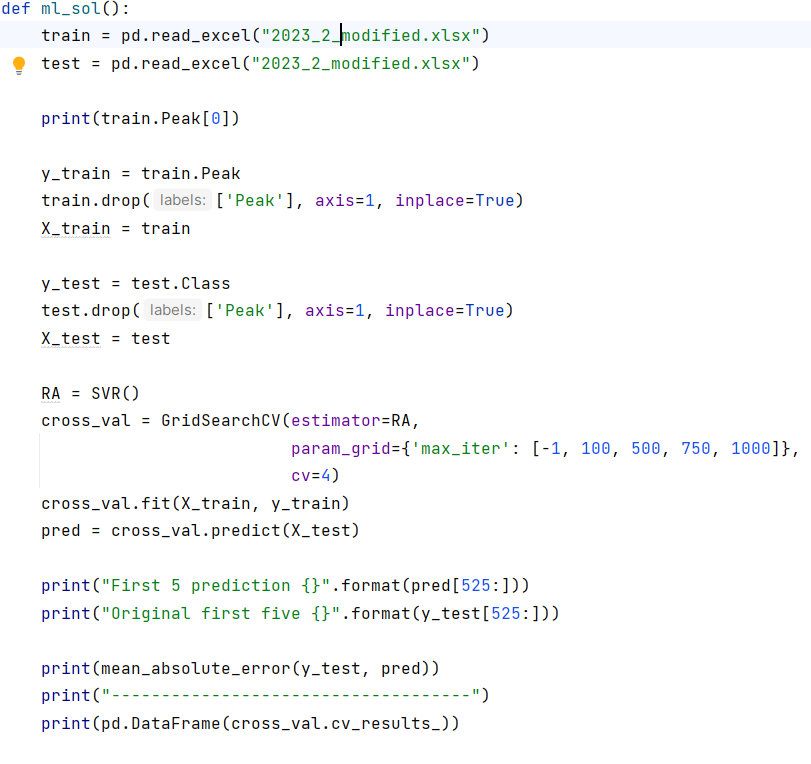 def ml_sol():
    train = pd.read_excel("2023_2_modified.xlsx")
    test = pd.read_excel("2023_2_modified.xlsx")
    print(train.Peak[0])
    y_train = train.Peak
    train.drop( labels: ['Peak'], axis=1, inplace=True)
    X_train = train
    y_test = test.Class
    test.drop( labels: ['Peak'], axis=1, inplace=True)
    X_test = test
    RA = SVR()
    cross_val = GridSearchCV(estimator=RA,
                             param_grid={'max_iter': [-1, 100, 500, 750, 1000]},
                             cv=4)
    cross_val.fit(X_train, y_train)
    pred = cross_val.predict(X_test)
    print("First 5 prediction {}".format(pred[525:]))
    print("Original first five {}".format(y_test[525:]))
    print(mean_absolute_error(y_test, pred))
    print("------------------------------------")
    print(pd.DataFrame(cross_val.cv_results_))